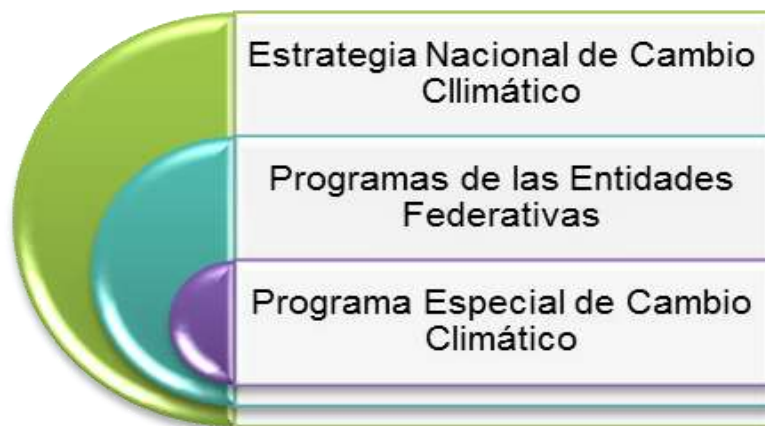 Estrategia Nacional de Cambio
Cllimático
Programas de las Entidades
Federativas
Programa Especial de Cambio
Climático